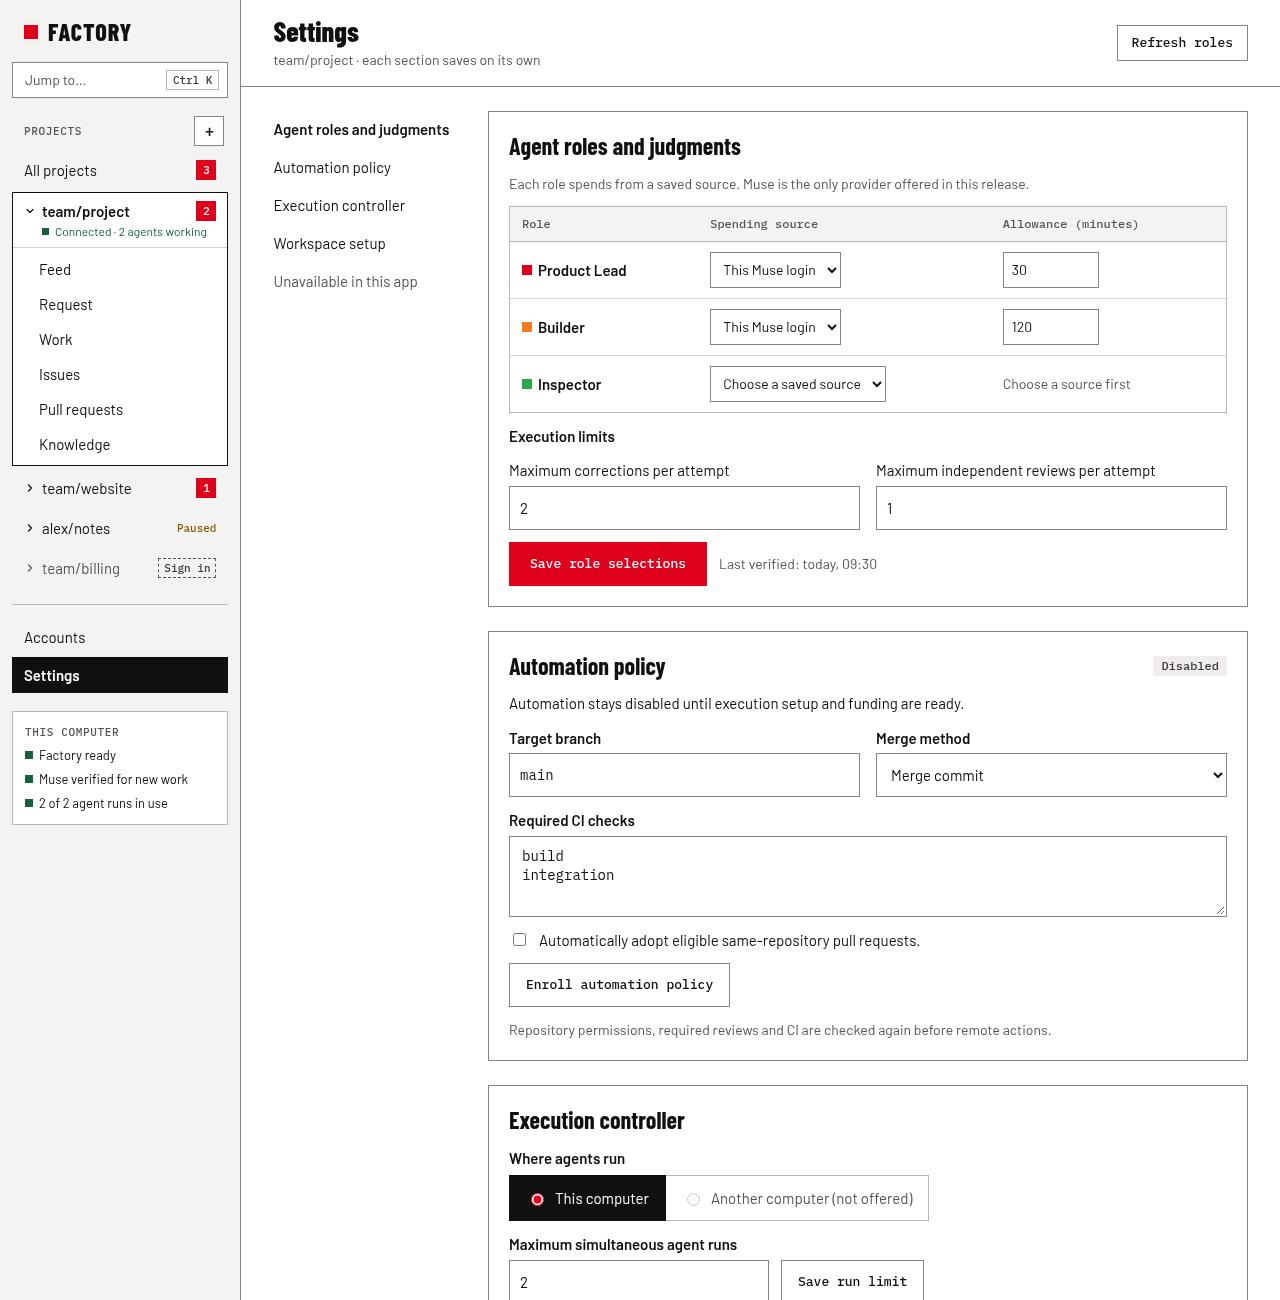 FACTORY
Jump to...
Ctrl K
PROJECTS
+
All projects
3
team/project
2
Connected · 2 agents working
Feed
Request
Work
Issues
Pull requests
Knowledge
team/website
1
alex/notes
Paused
team/billing
Sign in
Accounts
Settings
THIS COMPUTER
Factory ready
Muse verified for new work
2 of 2 agent runs in use
Settings
team/project · each section saves on its own
Refresh roles
Agent roles and judgments
Automation policy
Execution controller
Workspace setup
Unavailable in this app
Agent roles and judgments
Each role spends from a saved source. Muse is the only provider offered in this release.
Role
Spending source
Allowance (minutes)
Product Lead
This Muse login
30
Builder
This Muse login
120
Inspector
Choose a saved source
Choose a source first
Execution limits
Maximum corrections per attempt
Maximum independent reviews per attempt
2
1
Save role selections
Last verified: today, 09:30
Automation policy
Disabled
Automation stays disabled until execution setup and funding are ready.
Target branch
Merge method
main
Merge commit
Required CI checks
build
integration
Automatically adopt eligible same-repository pull requests.
Enroll automation policy
Repository permissions, required reviews and CI are checked again before remote actions.
Execution controller
Where agents run
This computer
Another computer (not offered)
Maximum simultaneous agent runs
2
Save run limit